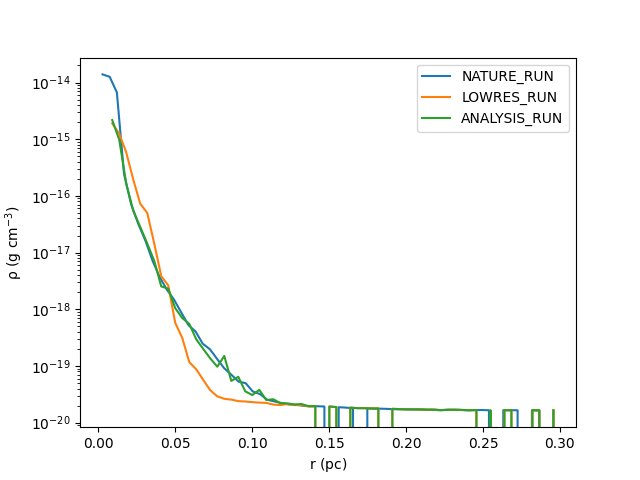 NATURE_RUN
LOWRES_RUN
ANALYSIS_RUN
ρ (g cm⁻³)
10⁻¹⁴
10⁻¹⁵
10⁻¹⁶
10⁻¹⁷
10⁻¹⁸
10⁻¹⁹
10⁻²⁰
0.00 0.05 0.10 0.15 0.20 0.25 0.30
r (pc)